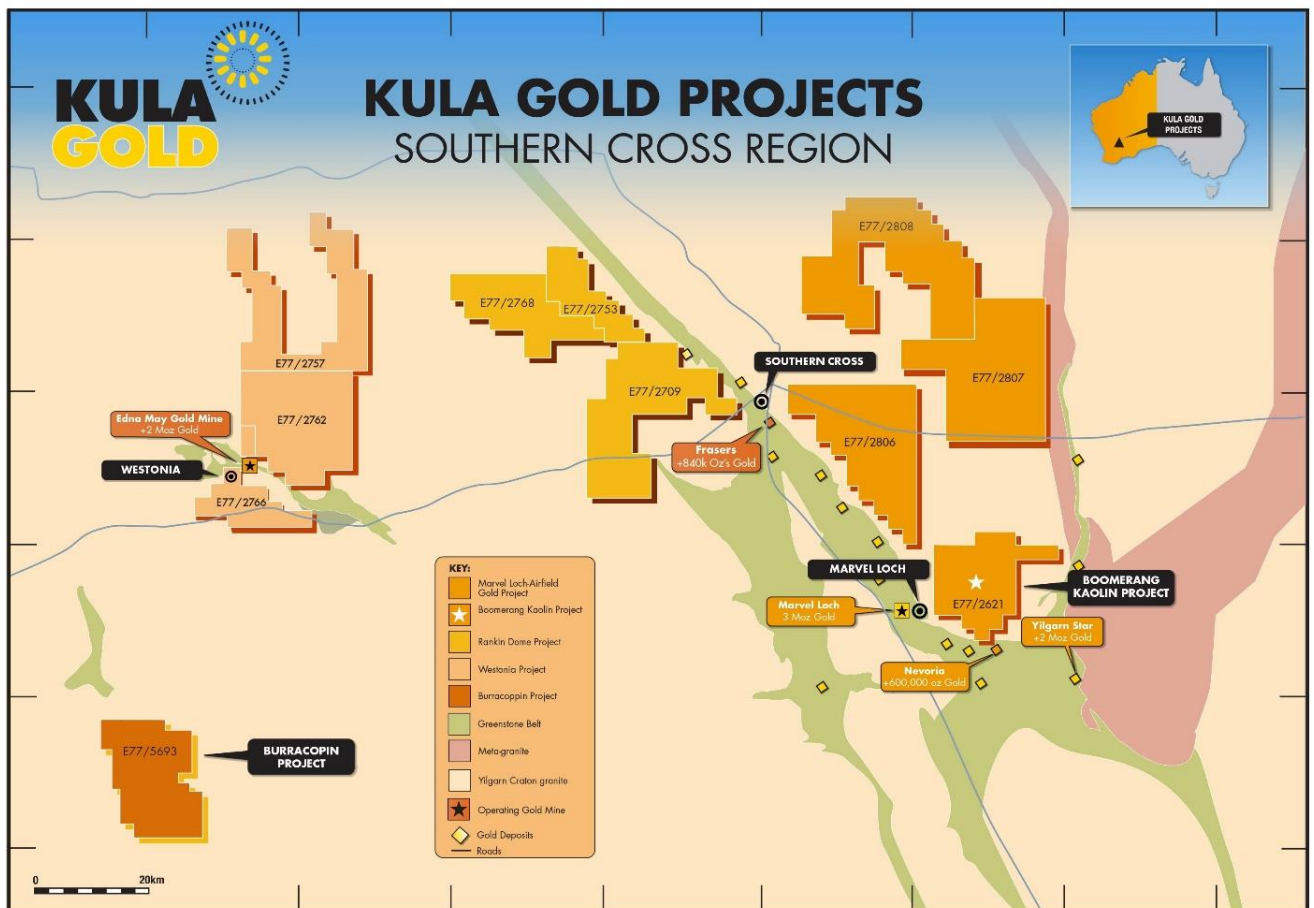 KULA
GOLD
KULA GOLD PROJECTS
SOUTHERN CROSS REGION
KULA GOLD
PROJECTS
E77/2808
E77/2768
E77/2753
E77/2757
E77/2709
SOUTHERN CROSS
E77/2807
Edna May Gold Mine
+2 Moz Gold
E77/2762
E77/2806
Frasers
+840k Oz's Gold
WESTONIA
E77/2766
MARVEL LOCH
BOOMERANG
KAOLIN PROJECT
E77/2621
Marvel Loch
3 Moz Gold
Yilgarn Star
+2 Moz Gold
Nevoria
+600,000 oz Gold
E77/5693
BURRACOPIN
PROJECT
KEY:
Marvel Loch-Airfield
Gold Project
Boomerang Kaolin Project
Rankin Dome Project
Westonia Project
Burracoppin Project
Greenstone Belt
Meta-granite
Yilgarn Craton granite
Operating Gold Mine
Gold Deposits
Roads
0 20km